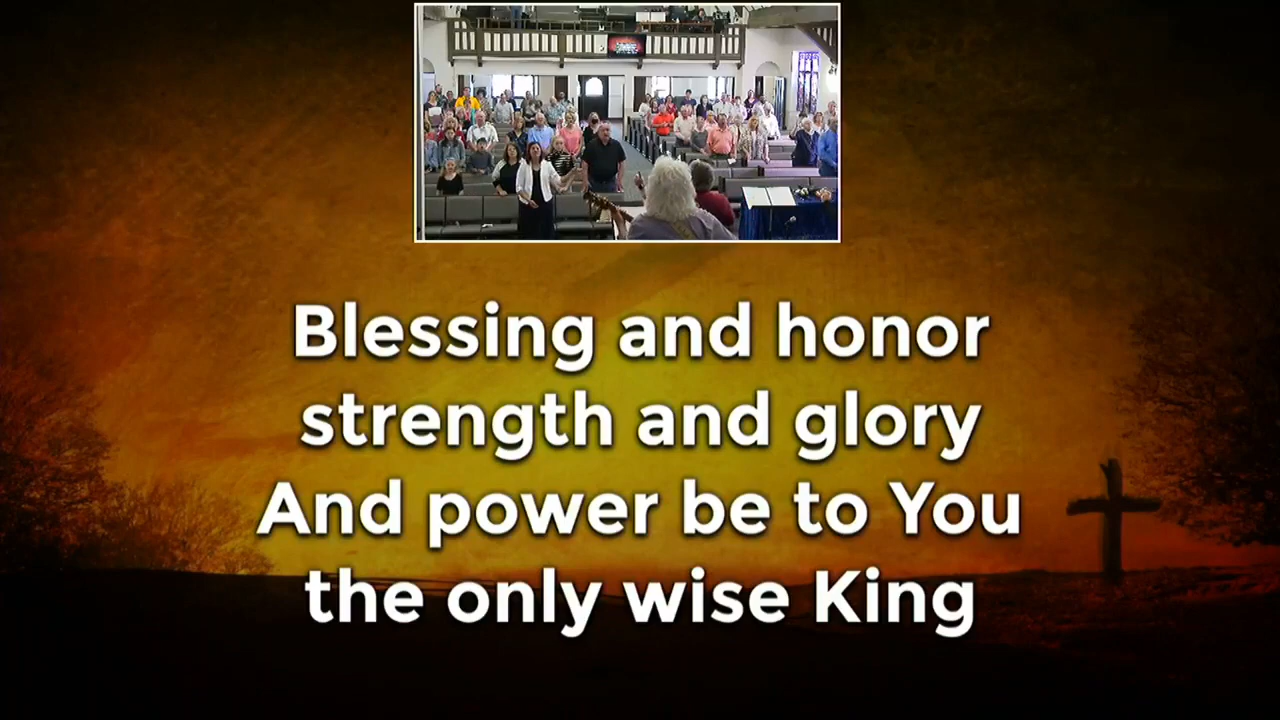 Blessing and honor
strength and glory
And power be to You
the only wise King